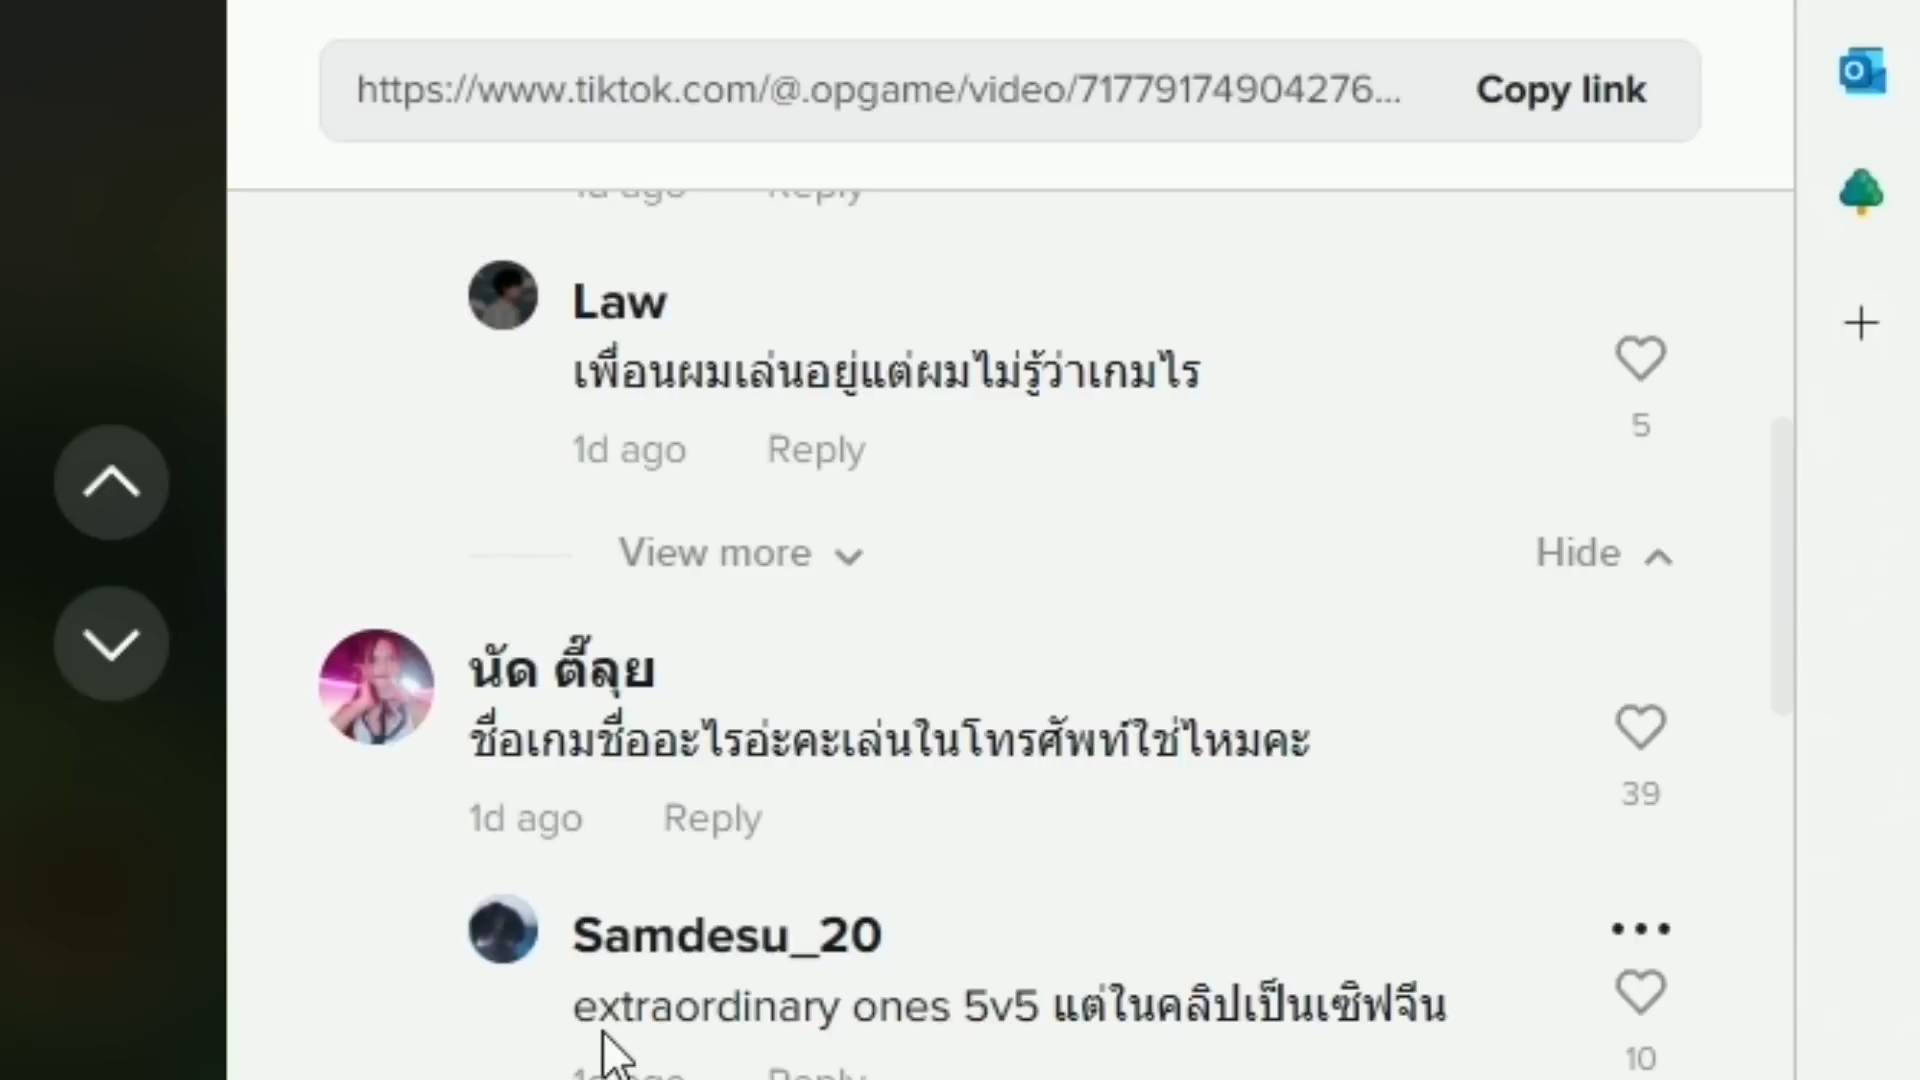 https://www.tiktok.com/@.opgame/video/71779174904276...
Copy link
1d ago Reply
Law
เพื่อนผมเล่นอยู่แต่ผมไม่รู้ว่าเกมไร
5
1d ago Reply
View more
Hide
นัด ตี๊ลุย
ชื่อเกมชื่ออะไรอ่ะคะเล่นในโทรศัพท์ใช่ไหมคะ
39
1d ago Reply
Samdesu_20
extraordinary ones 5v5 แต่ในคลิปเป็นเซิฟจีน
10
1d ago Reply